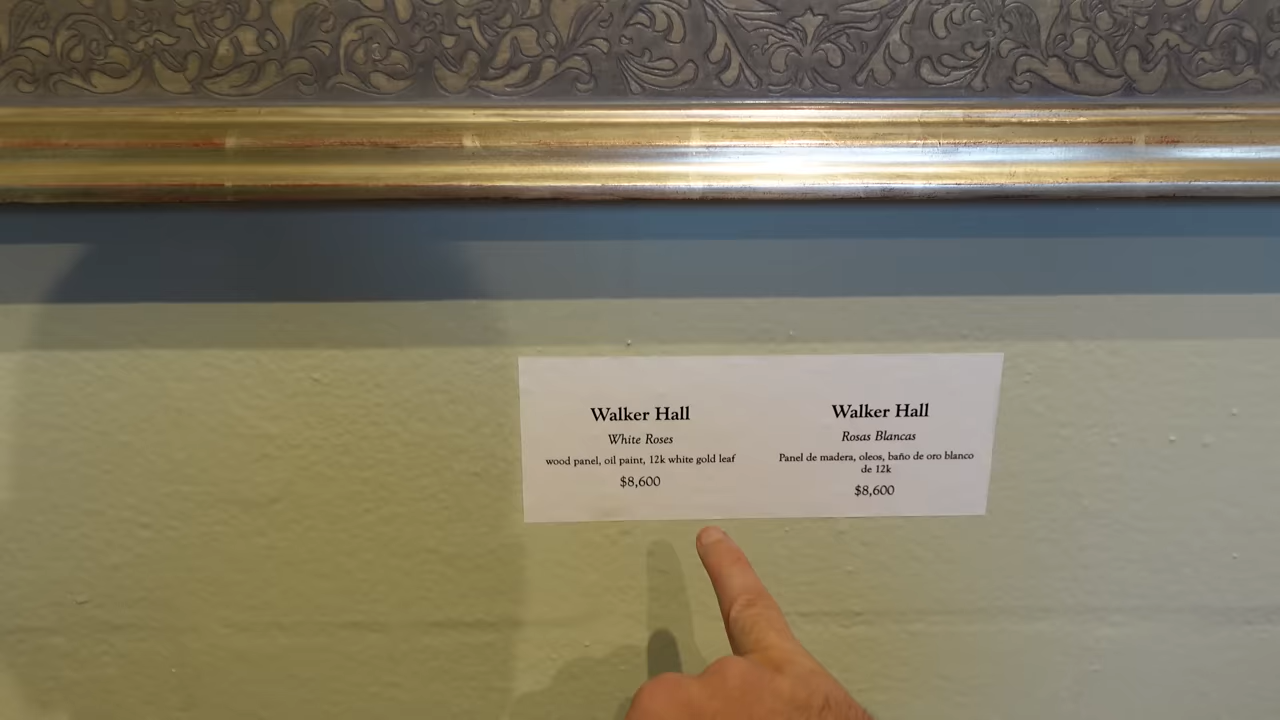 Walker Hall
White Roses
wood panel, oil paint, 12k white gold leaf
$8,600
Walker Hall
Rosas Blancas
Panel de madera, oleos, baño de oro blanco
de 12k
$8,600